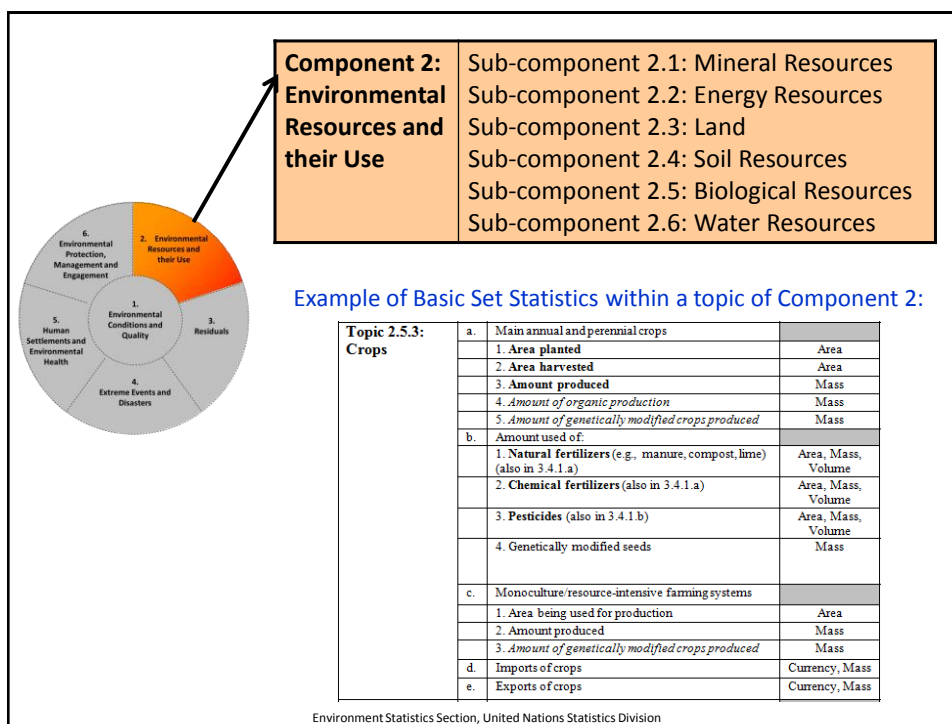 Component 2:
Environmental
Resources and
their Use
Sub-component 2.1: Mineral Resources
Sub-component 2.2: Energy Resources
Sub-component 2.3: Land
Sub-component 2.4: Soil Resources
Sub-component 2.5: Biological Resources
Sub-component 2.6: Water Resources
6.
Environmental
Protection,
Management and
Engagement
2. Environmental
Resources and
their Use
1.
Environmental
Conditions and
Quality
5.
Human
Settlements and
Environmental
Health
3.
Residuals
4.
Extreme Events and
Disasters
Example of Basic Set Statistics within a topic of Component 2:
Topic 2.5.3:
Crops
a. Main annual and perennial crops
1. Area planted Area
2. Area harvested Area
3. Amount produced Mass
4. Amount of organic production Mass
5. Amount of genetically modified crops produced Mass
b. Amount used of:
1. Natural fertilizers (e.g., manure, compost, lime) Area, Mass,
(also in 3.4.1.a) Volume
2. Chemical fertilizers (also in 3.4.1.a) Area, Mass,
Volume
3. Pesticides (also in 3.4.1.b) Area, Mass,
Volume
4. Genetically modified seeds Mass
c. Monoculture/resource-intensive farming systems
1. Area being used for production Area
2. Amount produced Mass
3. Amount of genetically modified crops produced Mass
d. Imports of crops Currency, Mass
e. Exports of crops Currency, Mass
Environment Statistics Section, United Nations Statistics Division